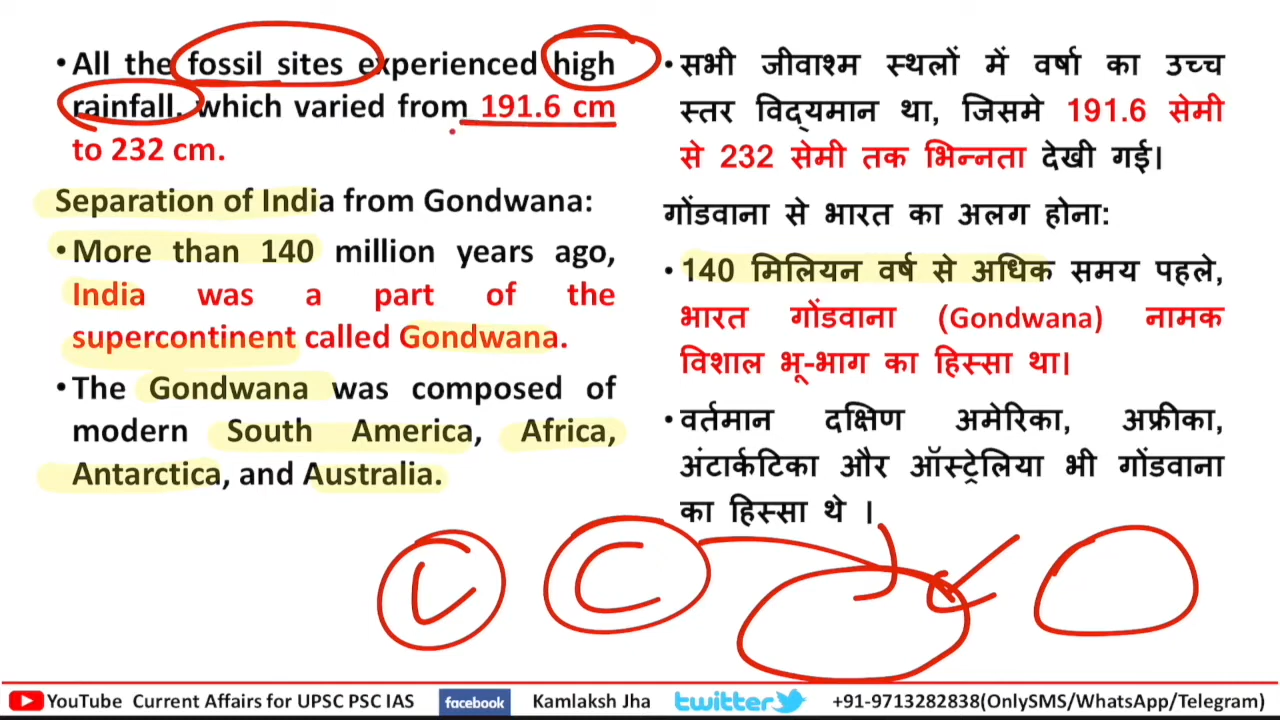 •All the fossil sites experienced high
rainfall, which varied from 191.6 cm
to 232 cm.
Separation of India from Gondwana:
•More than 140 million years ago,
India was a part of the
supercontinent called Gondwana.
•The Gondwana was composed of
modern South America, Africa,
Antarctica, and Australia.
•सभी जीवाश्म स्थलों में वर्षा का उच्च
स्तर विद्यमान था, जिसमे 191.6 सेमी
से 232 सेमी तक भिन्नता देखी गई।
गोंडवाना से भारत का अलग होना:
•140 मिलियन वर्ष से अधिक समय पहले,
भारत गोंडवाना (Gondwana) नामक
विशाल भू-भाग का हिस्सा था।
•वर्तमान दक्षिण अमेरिका, अफ्रीका,
अंटार्कटिका और ऑस्ट्रेलिया भी गोंडवाना
का हिस्सा थे ।
YouTube Current Affairs for UPSC PSC IAS facebook Kamlaksh Jha twitter +91-9713282838(OnlySMS/WhatsApp/Telegram)